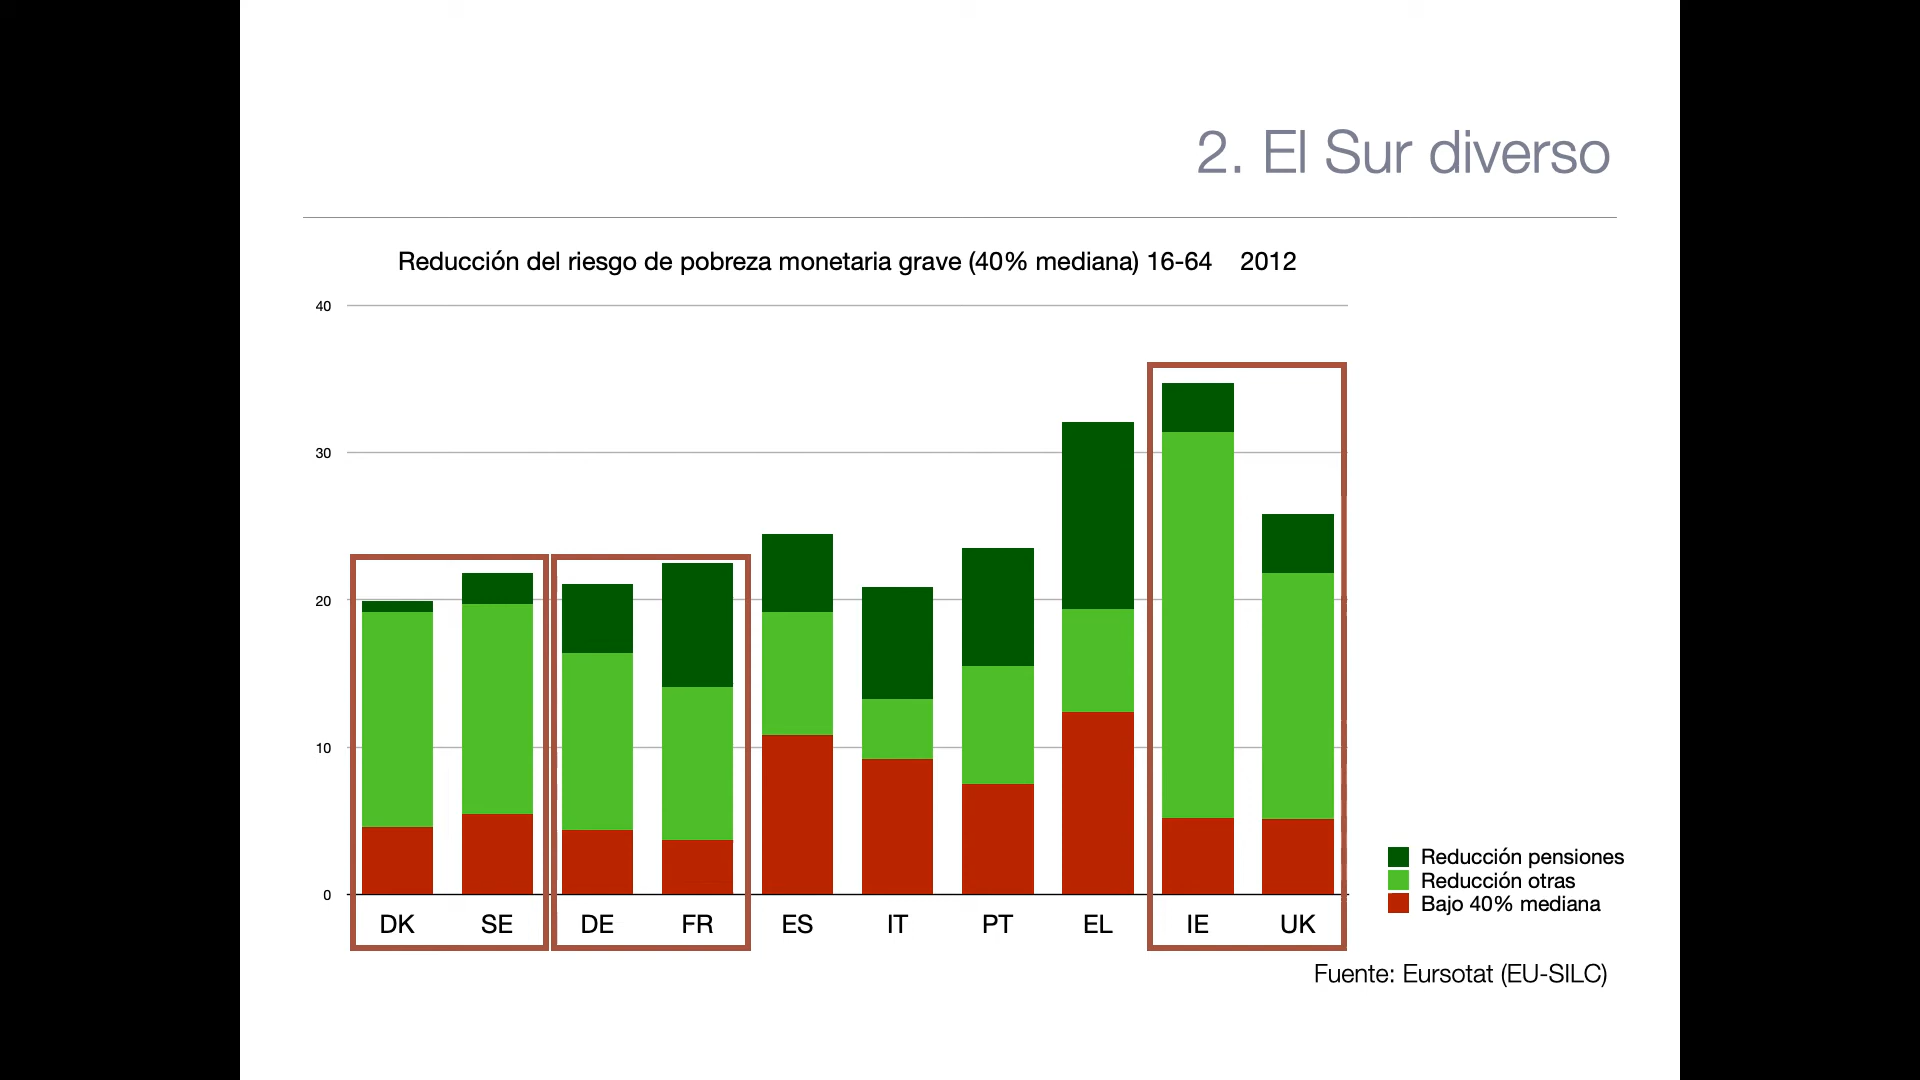 2. El Sur diverso
Reducción del riesgo de pobreza monetaria grave (40% mediana) 16-64 2012
40
30
20
10
0
DK SE DE FR ES IT PT EL IE UK
Reducción pensiones
Reducción otras
Bajo 40% mediana
Fuente: Eursotat (EU-SILC)